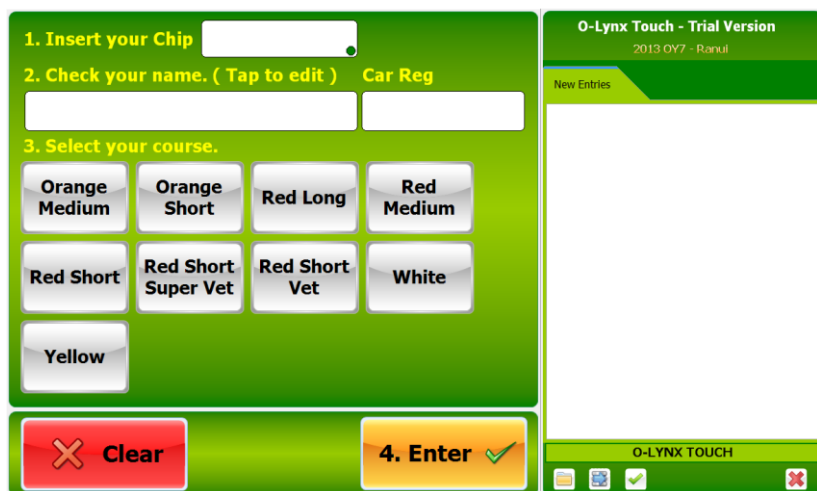 1. Insert your Chip
2. Check your name. ( Tap to edit ) Car Reg
3. Select your course.
Orange Medium
Orange Short
Red Long
Red Medium
Red Short
Red Short Super Vet
Red Short Vet
White
Yellow
Clear
4. Enter
O-Lynx Touch - Trial Version
2013 OY7 - Ranui
New Entries
O-LYNX TOUCH